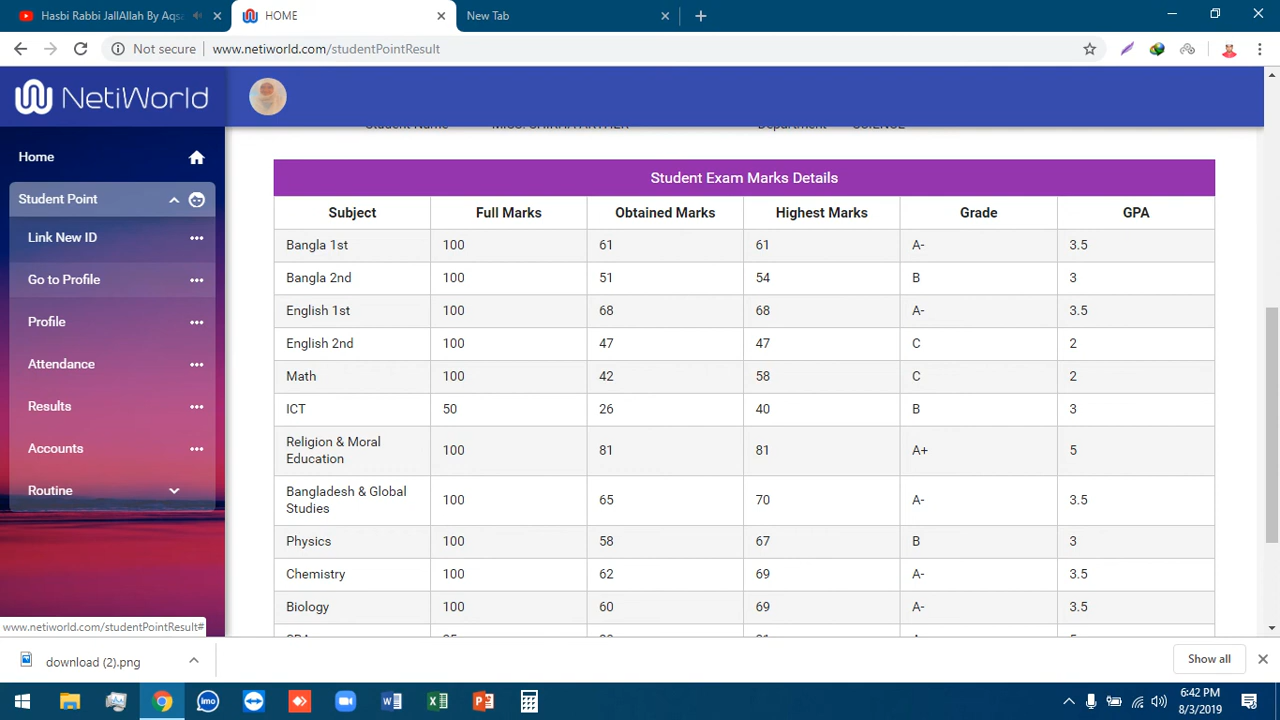 Hasbi Rabbi JallAllah By Aqsa
HOME
New Tab
Not secure
www.netiworld.com/studentPointResult
NetiWorld
Home
Student Point
Link New ID
Go to Profile
Profile
Attendance
Results
Accounts
Routine
Student Name
Department
SCIENCE
Student Exam Marks Details
Subject Full Marks Obtained Marks Highest Marks Grade GPA
Bangla 1st 100 61 61 A- 3.5
Bangla 2nd 100 51 54 B 3
English 1st 100 68 68 A- 3.5
English 2nd 100 47 47 C 2
Math 100 42 58 C 2
ICT 50 26 40 B 3
Religion & Moral
Education 100 81 81 A+ 5
Bangladesh & Global
Studies 100 65 70 A- 3.5
Physics 100 58 67 B 3
Chemistry 100 62 69 A- 3.5
Biology 100 60 69 A- 3.5
www.netiworld.com/studentPointResult#
download (2).png
Show all
imo
6:42 PM
8/3/2019